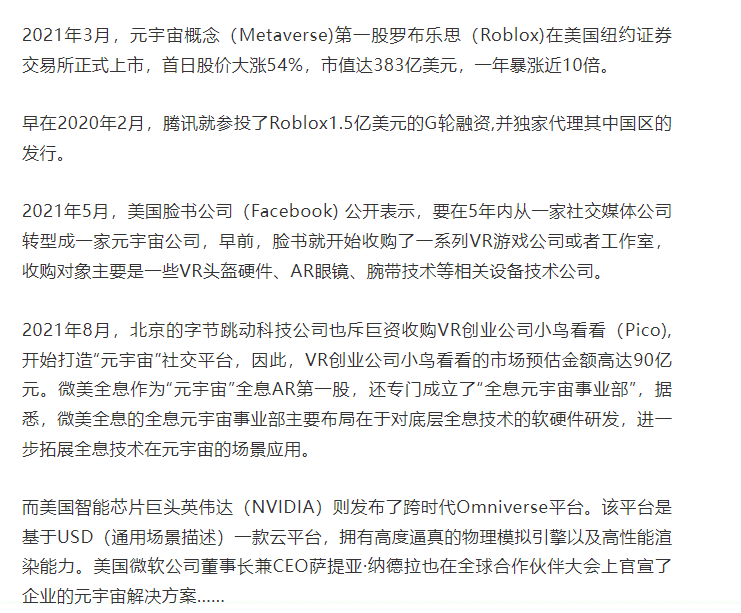 2021年3月，元宇宙概念（Metaverse)第一股罗布乐思（Roblox)在美国纽约证券
交易所正式上市，首日股价大涨54%，市值达383亿美元，一年暴涨近10倍。
早在2020年2月，腾讯就参投了Roblox1.5亿美元的G轮融资,并独家代理其中国区的
发行。
2021年5月，美国脸书公司（Facebook) 公开表示，要在5年内从一家社交媒体公司
转型成一家元宇宙公司，早前，脸书就开始收购了一系列VR游戏公司或者工作室，
收购对象主要是一些VR头盔硬件、AR眼镜、腕带技术等相关设备技术公司。
2021年8月，北京的字节跳动科技公司也斥巨资收购VR创业公司小鸟看看（Pico),
开始打造“元宇宙”社交平台，因此，VR创业公司小鸟看看的市场预估金额高达90亿
元。微美全息作为“元宇宙”全息AR第一股，还专门成立了“全息元宇宙事业部”，据
悉，微美全息的全息元宇宙事业部主要布局在于对底层全息技术的软硬件研发，进一
步拓展全息技术在元宇宙的场景应用。
而美国智能芯片巨头英伟达（NVIDIA）则发布了跨时代Omniverse平台。该平台是
基于USD（通用场景描述）一款云平台，拥有高度逼真的物理模拟引擎以及高性能渲
染能力。美国微软公司董事长兼CEO萨提亚·纳德拉也在全球合作伙伴大会上官宣了
企业的元宇宙解决方案......